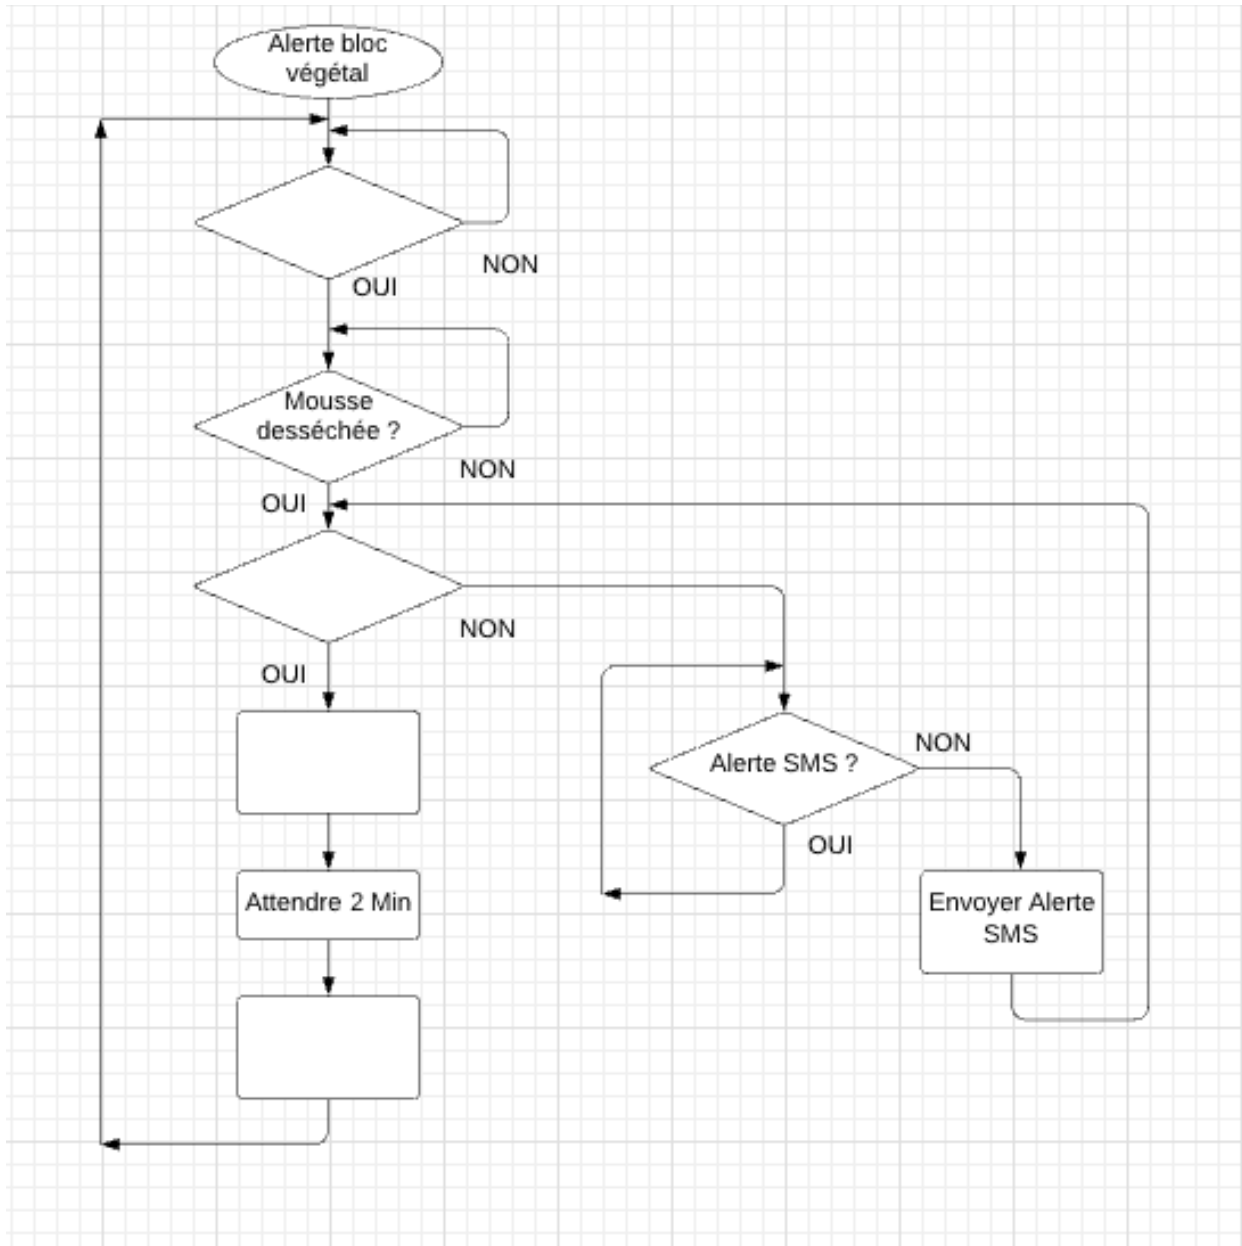 Alerte bloc
végétal
NON
OUI
Mousse
desséchée ?
NON
OUI
NON
OUI
NON
Alerte SMS ?
OUI
Attendre 2 Min
Envoyer Alerte
SMS